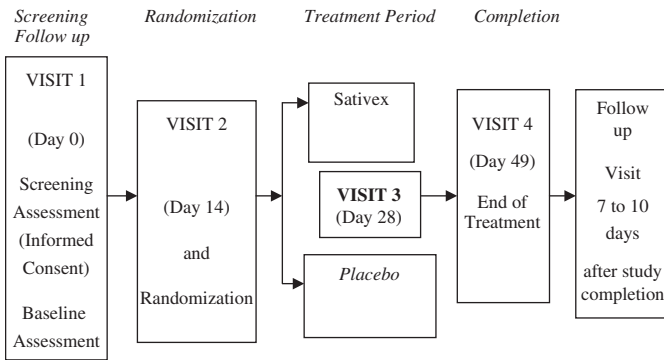 Screening
Follow up
Randomization
Treatment Period
Completion
VISIT 1
(Day 0)
Screening
Assessment
(Informed
Consent)
Baseline
Assessment
VISIT 2
(Day 14)
and
Randomization
Sativex
VISIT 3
(Day 28)
Placebo
VISIT 4
(Day 49)
End of
Treatment
Follow
up
Visit
7 to 10
days
after study
completion